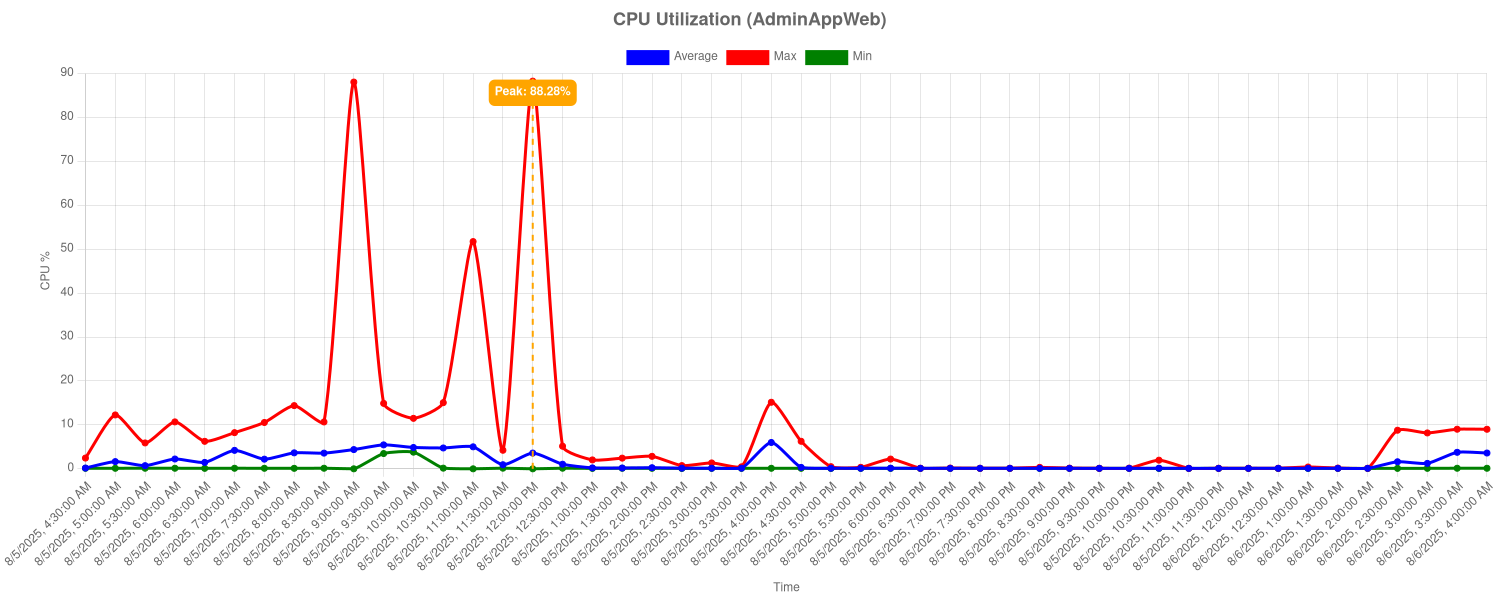 CPU Utilization (AdminAppWeb)
Average Max Min
90
80
70
60
50
40
30
20
10
0
CPU %
Peak: 88.28%
8/5/2025, 4:30:00 AM
8/5/2025, 5:00:00 AM
8/5/2025, 5:30:00 AM
8/5/2025, 6:00:00 AM
8/5/2025, 6:30:00 AM
8/5/2025, 7:00:00 AM
8/5/2025, 7:30:00 AM
8/5/2025, 8:00:00 AM
8/5/2025, 8:30:00 AM
8/5/2025, 9:00:00 AM
8/5/2025, 9:30:00 AM
8/5/2025, 10:00:00 AM
8/5/2025, 10:30:00 AM
8/5/2025, 11:00:00 AM
8/5/2025, 11:30:00 AM
8/5/2025, 12:00:00 PM
8/5/2025, 12:30:00 PM
8/5/2025, 1:00:00 PM
8/5/2025, 1:30:00 PM
8/5/2025, 2:00:00 PM
8/5/2025, 2:30:00 PM
8/5/2025, 3:00:00 PM
8/5/2025, 3:30:00 PM
8/5/2025, 4:00:00 PM
8/5/2025, 4:30:00 PM
8/5/2025, 5:00:00 PM
8/5/2025, 5:30:00 PM
8/5/2025, 6:00:00 PM
8/5/2025, 6:30:00 PM
8/5/2025, 7:00:00 PM
8/5/2025, 7:30:00 PM
8/5/2025, 8:00:00 PM
8/5/2025, 8:30:00 PM
8/5/2025, 9:00:00 PM
8/5/2025, 9:30:00 PM
8/5/2025, 10:00:00 PM
8/5/2025, 10:30:00 PM
8/5/2025, 11:00:00 PM
8/5/2025, 11:30:00 PM
8/6/2025, 12:00:00 AM
8/6/2025, 12:30:00 AM
8/6/2025, 1:00:00 AM
8/6/2025, 1:30:00 AM
8/6/2025, 2:00:00 AM
8/6/2025, 2:30:00 AM
8/6/2025, 3:00:00 AM
8/6/2025, 3:30:00 AM
8/6/2025, 4:00:00 AM
Time